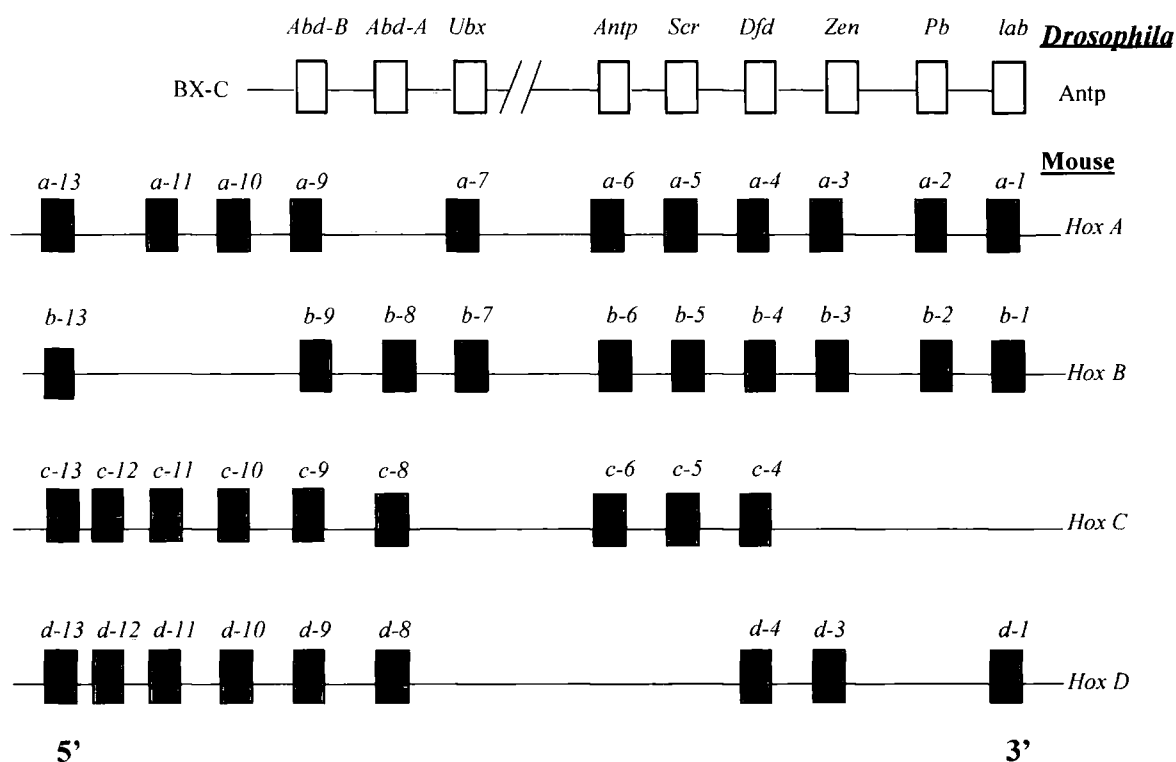 Abd-B Abd-A Ubx Antp Scr Dfd Zen Pb lab Drosophila
BX-C Antp
Mouse
a-13 a-11 a-10 a-9 a-7 a-6 a-5 a-4 a-3 a-2 a-1
Hox A
b-13 b-9 b-8 b-7 b-6 b-5 b-4 b-3 b-2 b-1
Hox B
c-13 c-12 c-11 c-10 c-9 c-8 c-6 c-5 c-4
Hox C
d-13 d-12 d-11 d-10 d-9 d-8 d-4 d-3 d-1
Hox D
5’ 3’